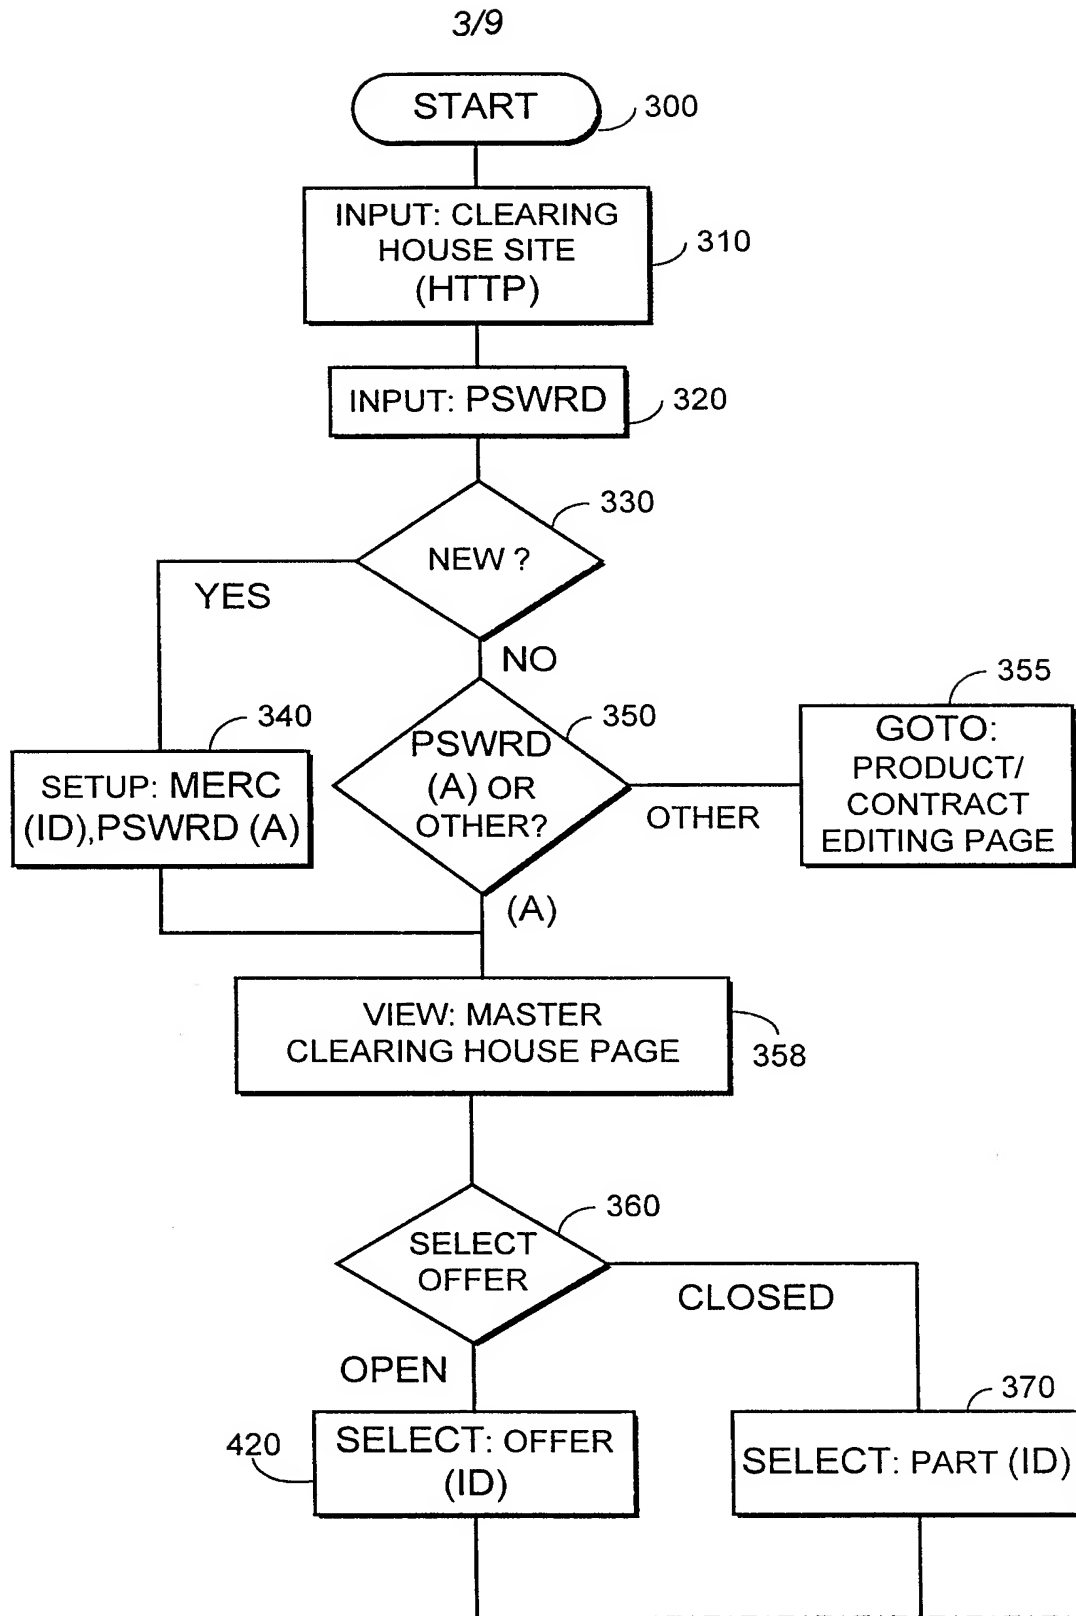 3/9
START
300
INPUT: CLEARING
HOUSE SITE
(HTTP)
310
INPUT: PSWRD
320
330
NEW ?
YES
NO
355
340
350
PSWRD
(A) OR
OTHER?
GOTO:
PRODUCT/
CONTRACT
EDITING PAGE
SETUP: MERC
(ID),PSWRD (A)
OTHER
(A)
VIEW: MASTER
CLEARING HOUSE PAGE
358
360
SELECT
OFFER
CLOSED
OPEN
370
420
SELECT: OFFER
(ID)
SELECT: PART (ID)